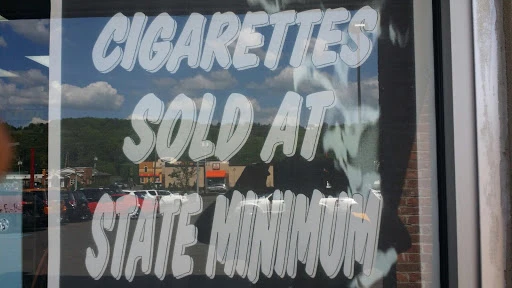 CIGARETTES
SOLD AT
STATE MINIMUM